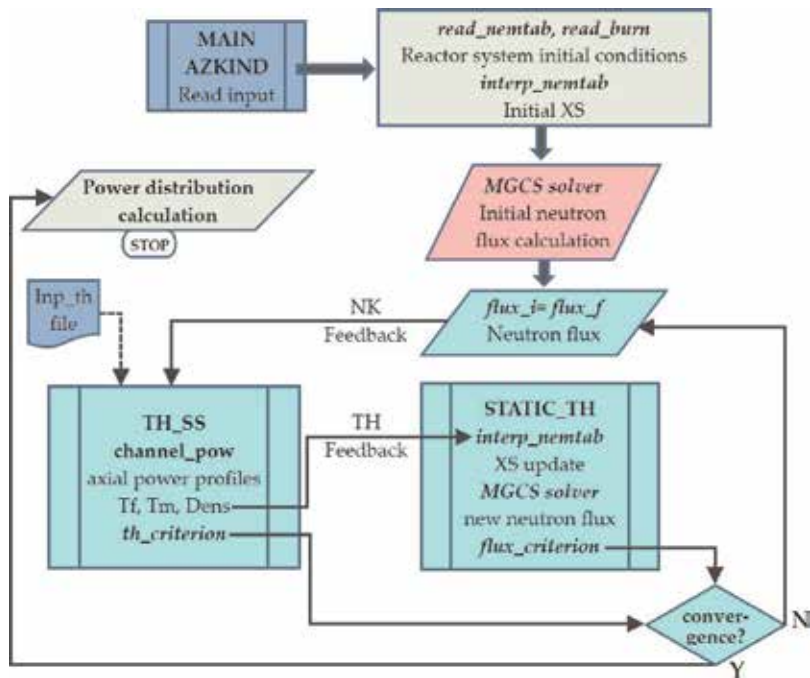 MAIN
AZKIND
Read input
read_nemtab, read_burn
Reactor system initial conditions
interp_nemtab
Initial XS
Power distribution
calculation
STOP
MGCS solver
Initial neutron
flux calculation
Inp_th
file
NK
Feedback
flux_i= flux_f
Neutron flux
TH_SS
channel_pow
axial power profiles
Tf, Tm, Dens
th_criterion
TH
Feedback
STATIC_TH
interp_nemtab
XS update
MGCS solver
new neutron flux
flux_criterion
conver-
gence?
N
Y